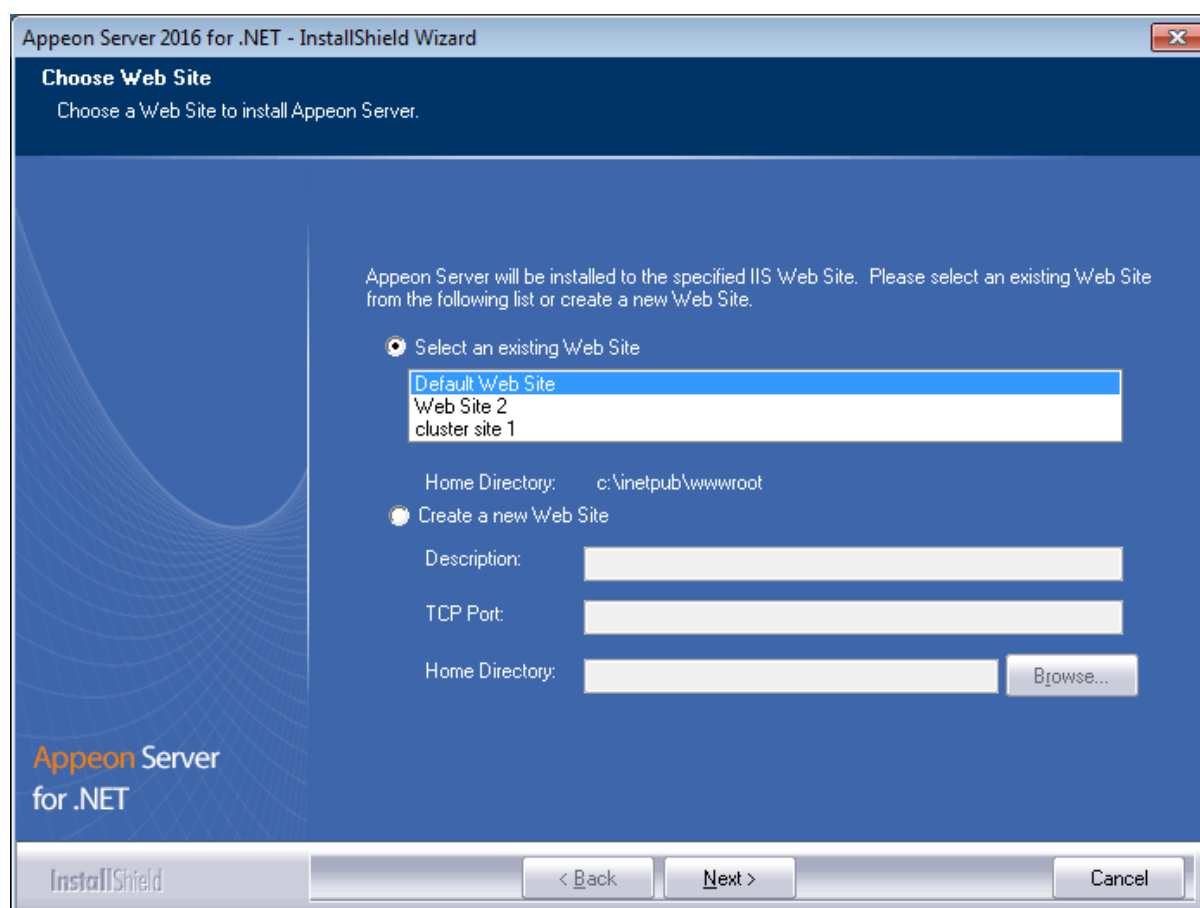 Appeon Server 2016 for .NET - InstallShield Wizard
Choose Web Site
Choose a Web Site to install Appeon Server.
Appeon Server will be installed to the specified IIS Web Site.  Please select an existing Web Site
from the following list or create a new Web Site.
Select an existing Web Site
Default Web Site
Web Site 2
cluster site 1
Home Directory: c:\inetpub\wwwroot
Create a new Web Site
Description:
TCP Port:
Home Directory:
Browse...
Appeon Server
for .NET
InstallShield
< Back
Next >
Cancel